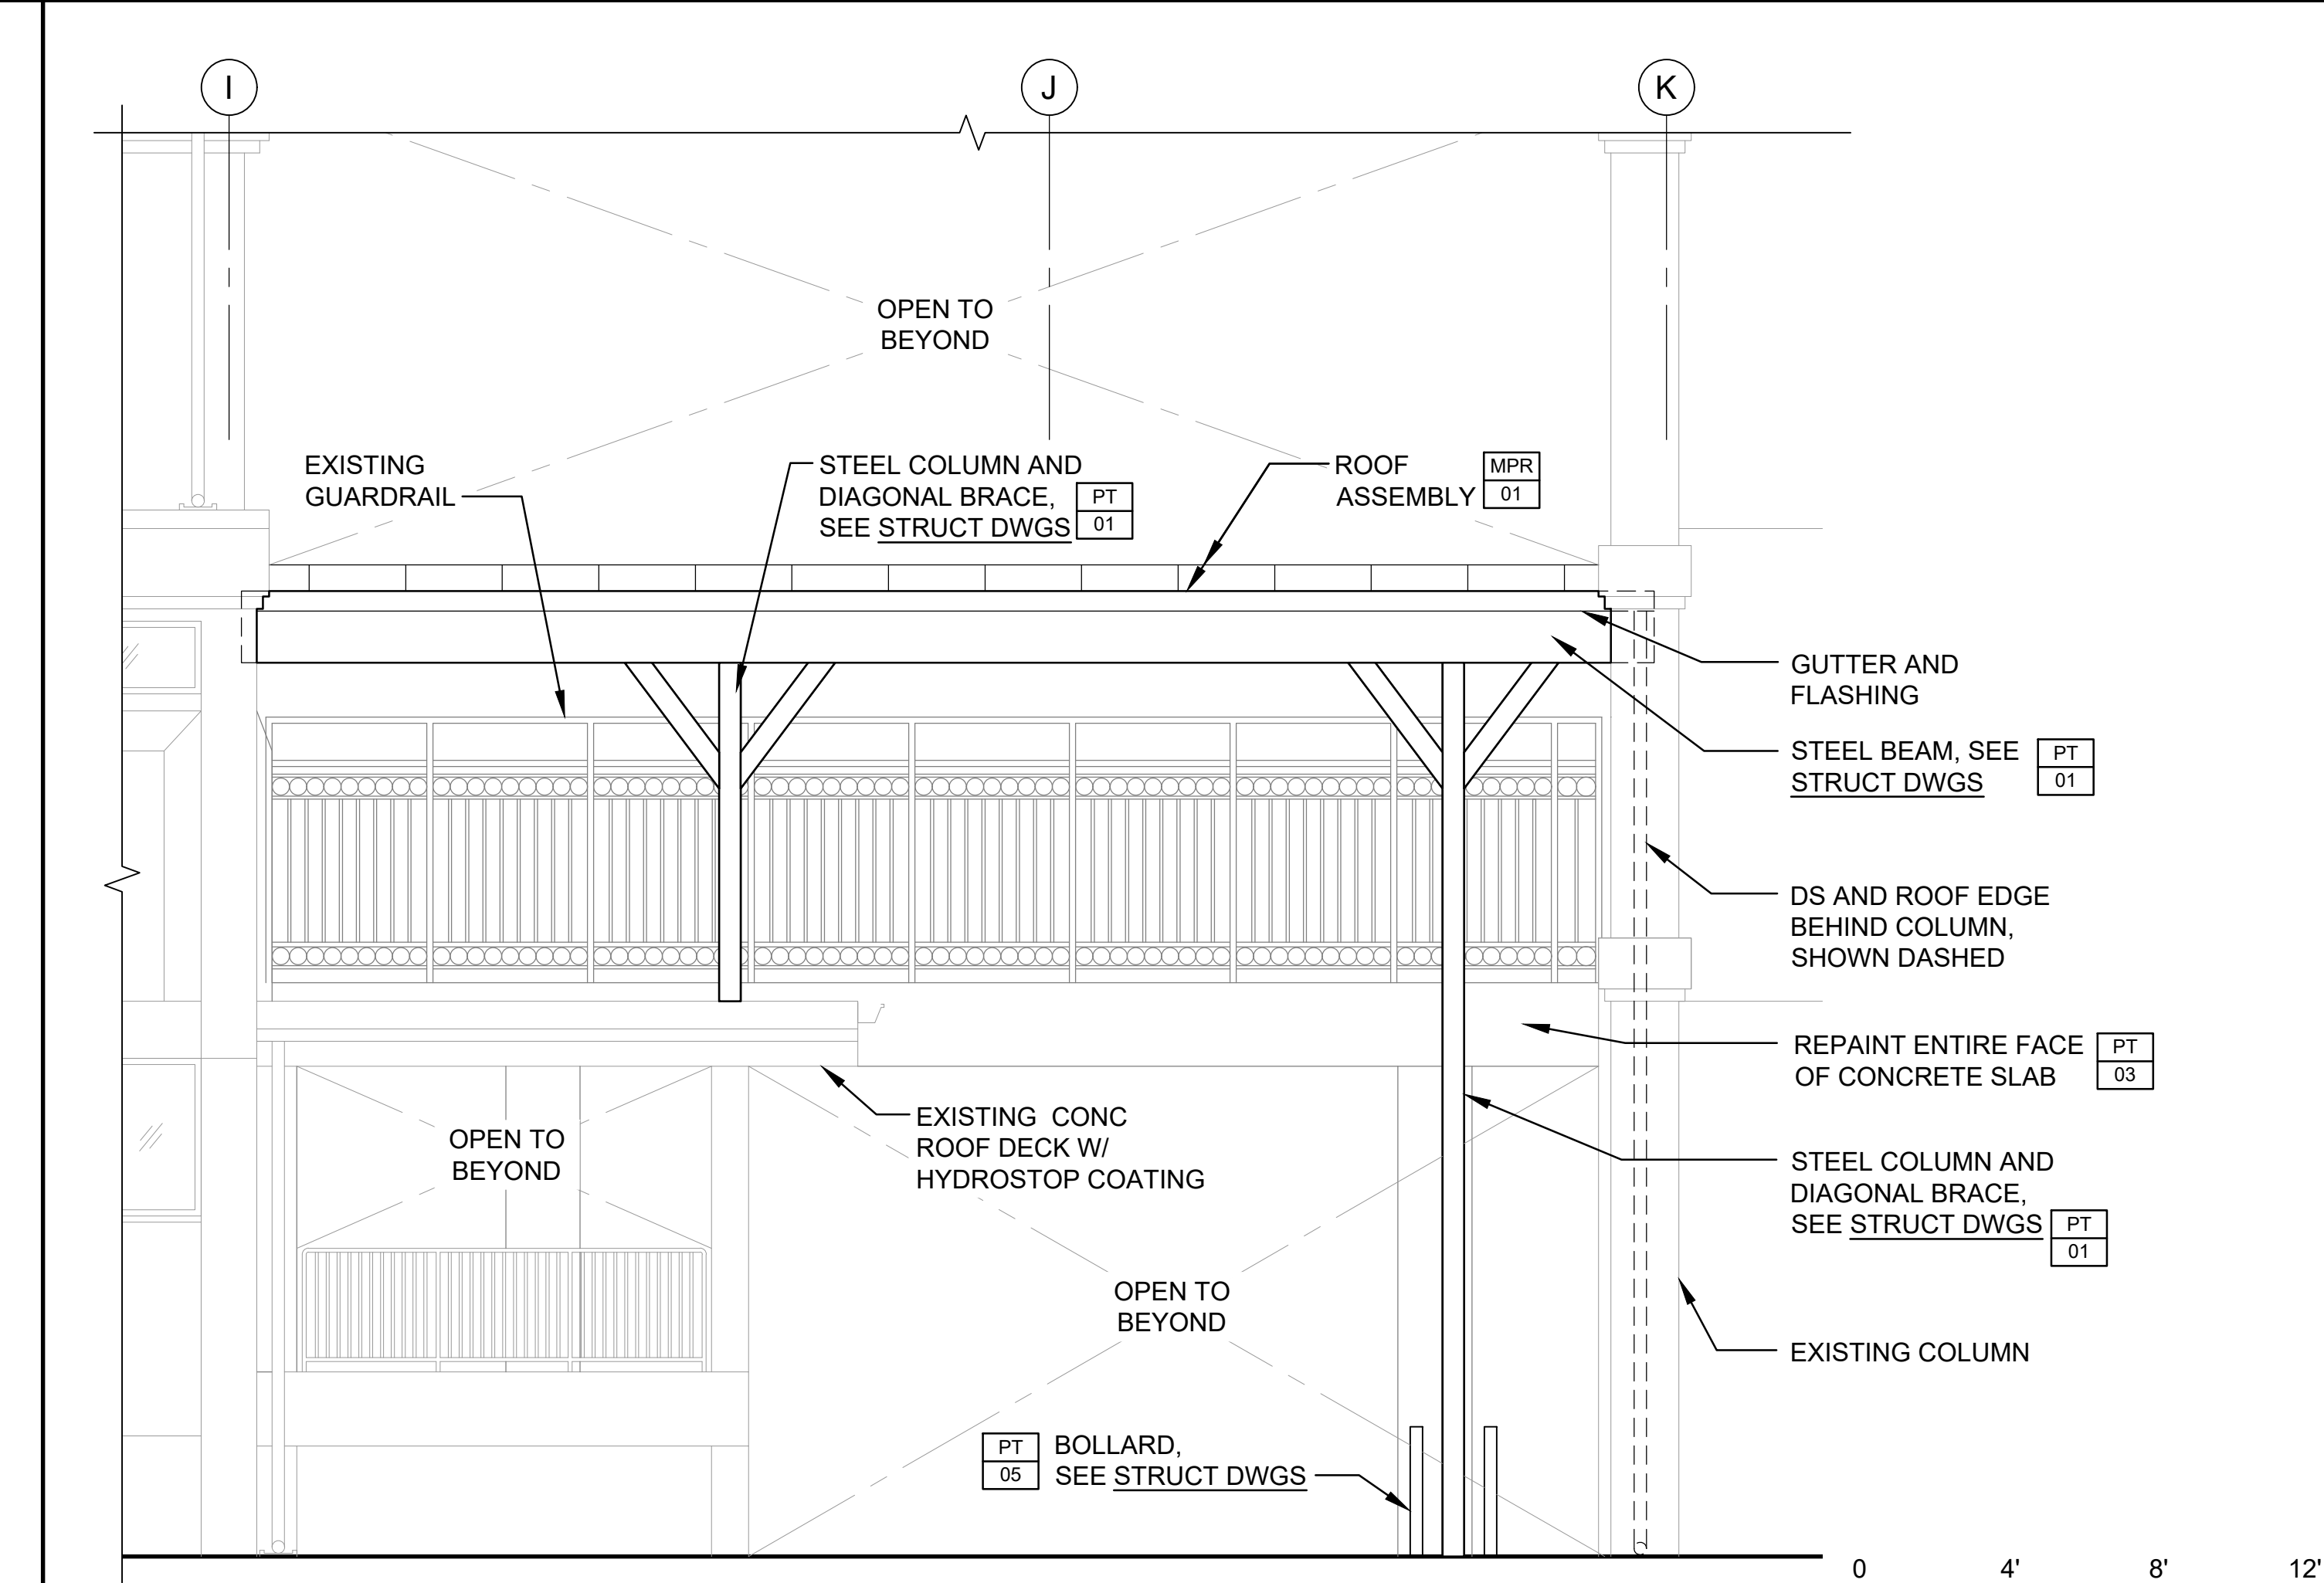 I
J
K
OPEN TO
BEYOND
EXISTING
GUARDRAIL
STEEL COLUMN AND
DIAGONAL BRACE,
SEE STRUCT DWGS
PT
01
ROOF
ASSEMBLY
MPR
01
GUTTER AND
FLASHING
STEEL BEAM, SEE
STRUCT DWGS
PT
01
DS AND ROOF EDGE
BEHIND COLUMN,
SHOWN DASHED
REPAINT ENTIRE FACE
OF CONCRETE SLAB
PT
03
EXISTING CONC
ROOF DECK W/
HYDROSTOP COATING
OPEN TO
BEYOND
STEEL COLUMN AND
DIAGONAL BRACE,
SEE STRUCT DWGS
PT
01
OPEN TO
BEYOND
EXISTING COLUMN
PT
05
BOLLARD,
SEE STRUCT DWGS
0 4' 8' 12'